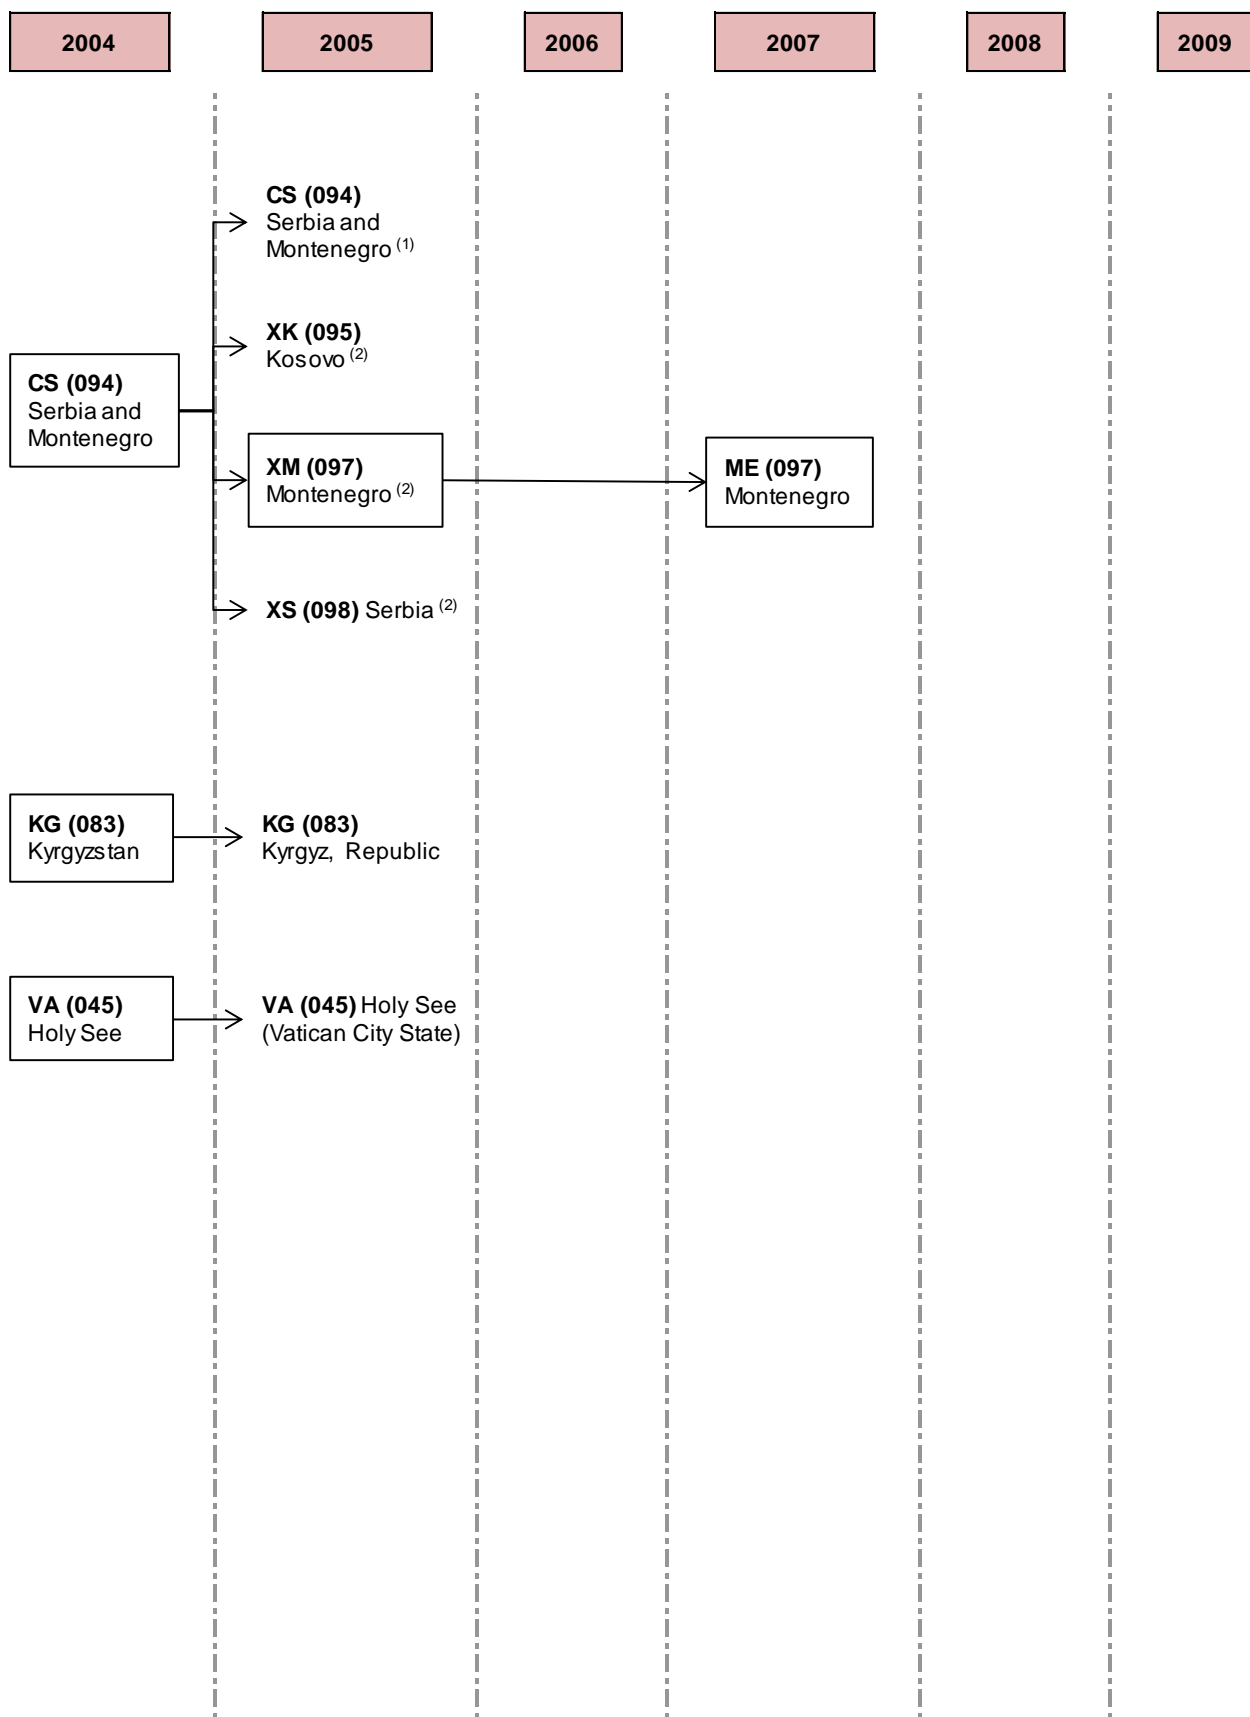 2004 2005 2006 2007 2008 2009
CS (094)
Serbia and
Montenegro (1)
XK (095)
Kosovo (2)
CS (094)
Serbia and
Montenegro
XM (097)
Montenegro (2)
ME (097)
Montenegro
XS (098) Serbia (2)
KG (083)
Kyrgyzstan
KG (083)
Kyrgyz, Republic
VA (045)
Holy See
VA (045) Holy See
(Vatican City State)